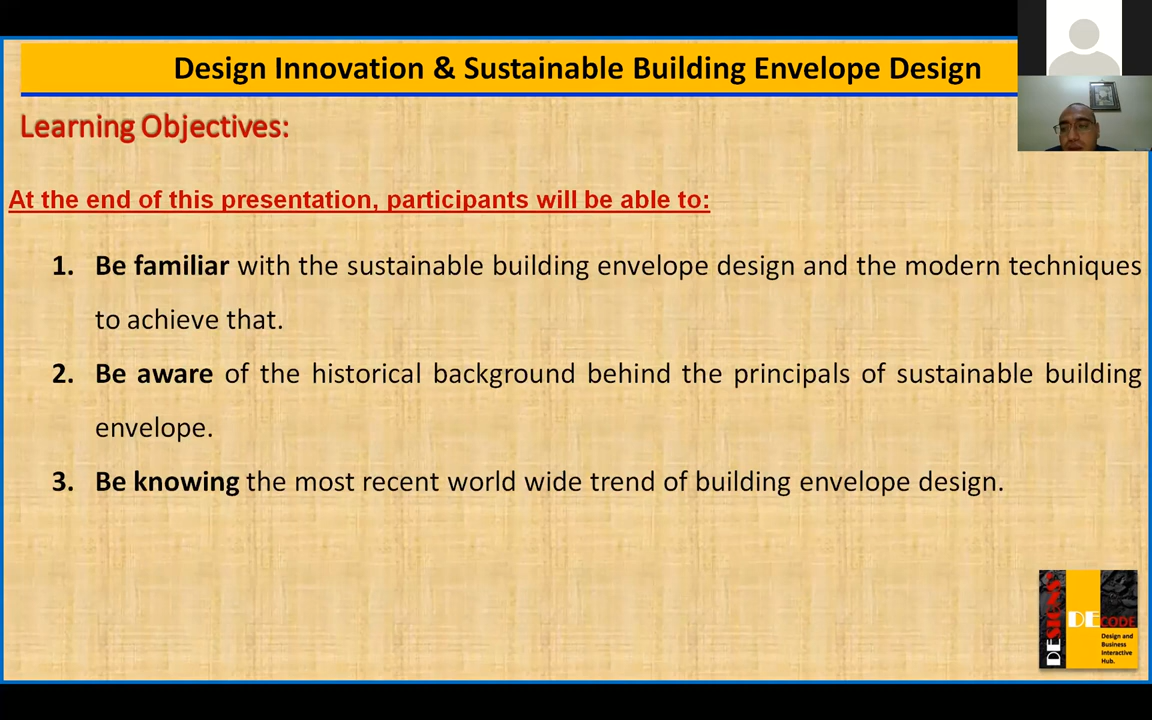 Design Innovation & Sustainable Building Envelope Design
Learning Objectives:
At the end of this presentation, participants will be able to:
1. Be familiar with the sustainable building envelope design and the modern techniques
to achieve that.
2. Be aware of the historical background behind the principals of sustainable building
envelope.
3. Be knowing the most recent world wide trend of building envelope design.
DESIGNS
DECODE
Design and
Business
Interactive
Hub.